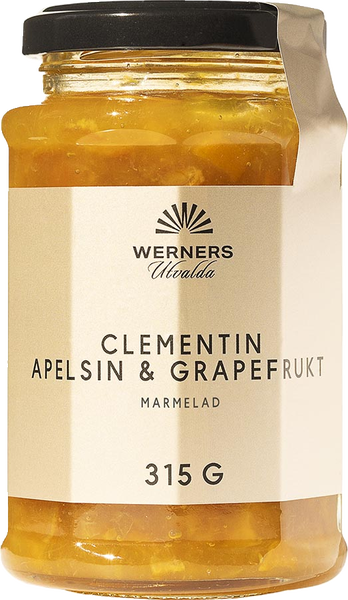 WERNERS
Utvalda
CLEMENTIN
APELSIN & GRAPEFRUKT
MARMELAD
315 G